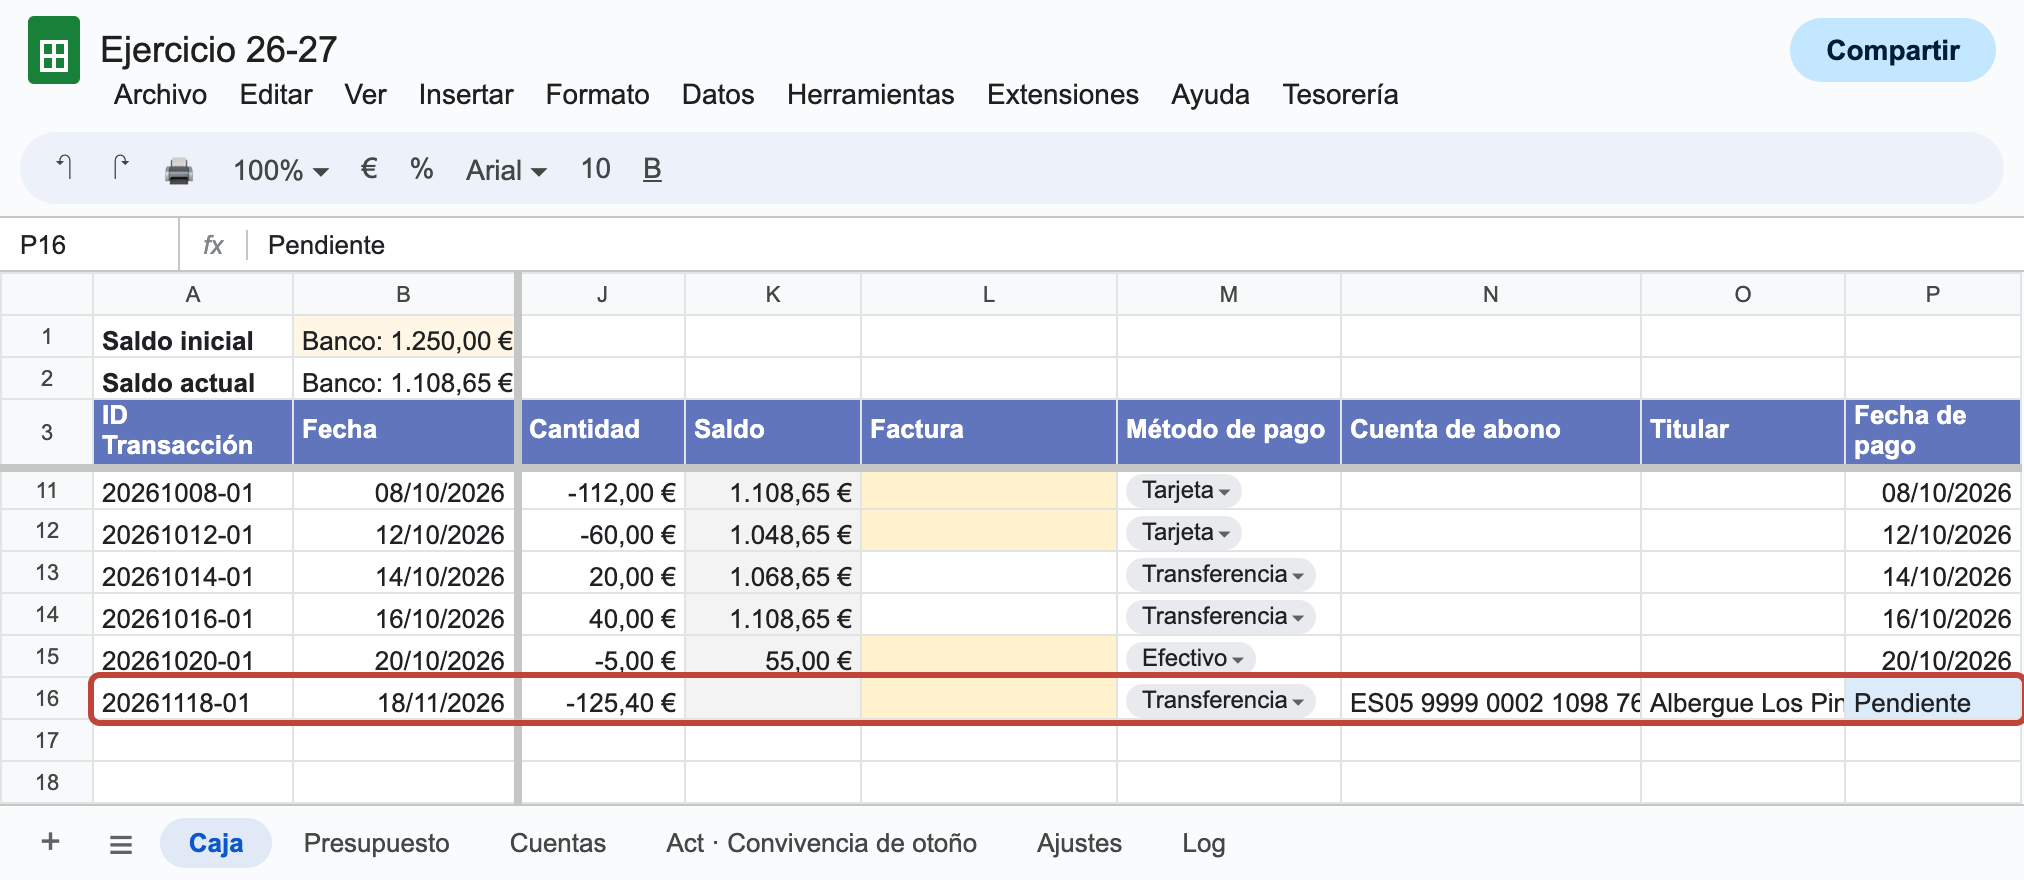 Ejercicio 26-27
Compartir
Archivo Editar Ver Insertar Formato Datos Herramientas Extensiones Ayuda Tesorería
100% € % Arial 10 B
P16 fx Pendiente
A B J K L M N O P
1 Saldo inicial Banco: 1.250,00 €
2 Saldo actual Banco: 1.108,65 €
3 ID Transacción Fecha Cantidad Saldo Factura Método de pago Cuenta de abono Titular Fecha de pago
11 20261008-01 08/10/2026 -112,00 € 1.108,65 € Tarjeta 08/10/2026
12 20261012-01 12/10/2026 -60,00 € 1.048,65 € Tarjeta 12/10/2026
13 20261014-01 14/10/2026 20,00 € 1.068,65 € Transferencia 14/10/2026
14 20261016-01 16/10/2026 40,00 € 1.108,65 € Transferencia 16/10/2026
15 20261020-01 20/10/2026 -5,00 € 55,00 € Efectivo 20/10/2026
16 20261118-01 18/11/2026 -125,40 € Transferencia ES05 9999 0002 1098 76 Albergue Los Pin Pendiente
17
18
+ Caja Presupuesto Cuentas Act · Convivencia de otoño Ajustes Log